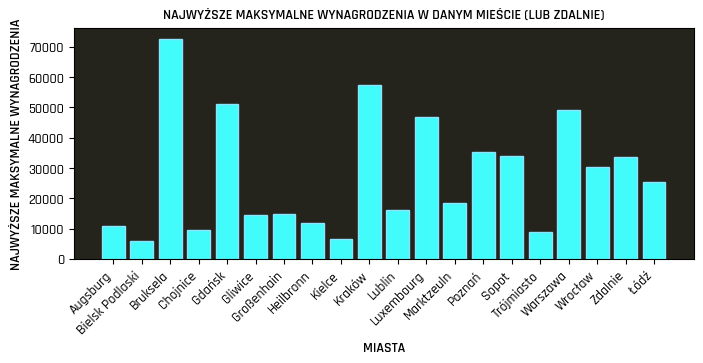 NAJWYŻSZE MAKSYMALNE WYNAGRODZENIA W DANYM MIEŚCIE (LUB ZDALNIE)
NAJWYŻSZE MAKSYMALNE WYNAGRODZENIA
70000
60000
50000
40000
30000
20000
10000
0
Augsburg
Bielsk Podlaski
Bruksela
Chojnice
Gdańsk
Gliwice
Großenhain
Heilbronn
Kielce
Kraków
Lublin
Luxembourg
Marktzeuln
Poznań
Sopot
Trójmiasto
Warszawa
Wrocław
Zdalnie
Łódź
MIASTA